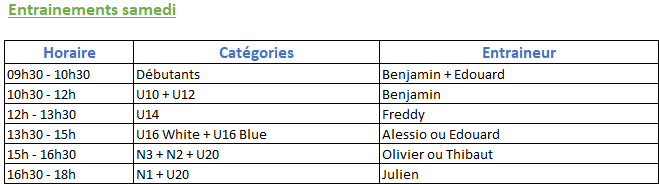 Entrainements samedi
Horaire Catégories Entraineur
09h30 - 10h30 Débutants Benjamin + Edouard
10h30 - 12h U10 + U12 Benjamin
12h - 13h30 U14 Freddy
13h30 - 15h U16 White + U16 Blue Alessio ou Edouard
15h - 16h30 N3 + N2 + U20 Olivier ou Thibaut
16h30 - 18h N1 + U20 Julien